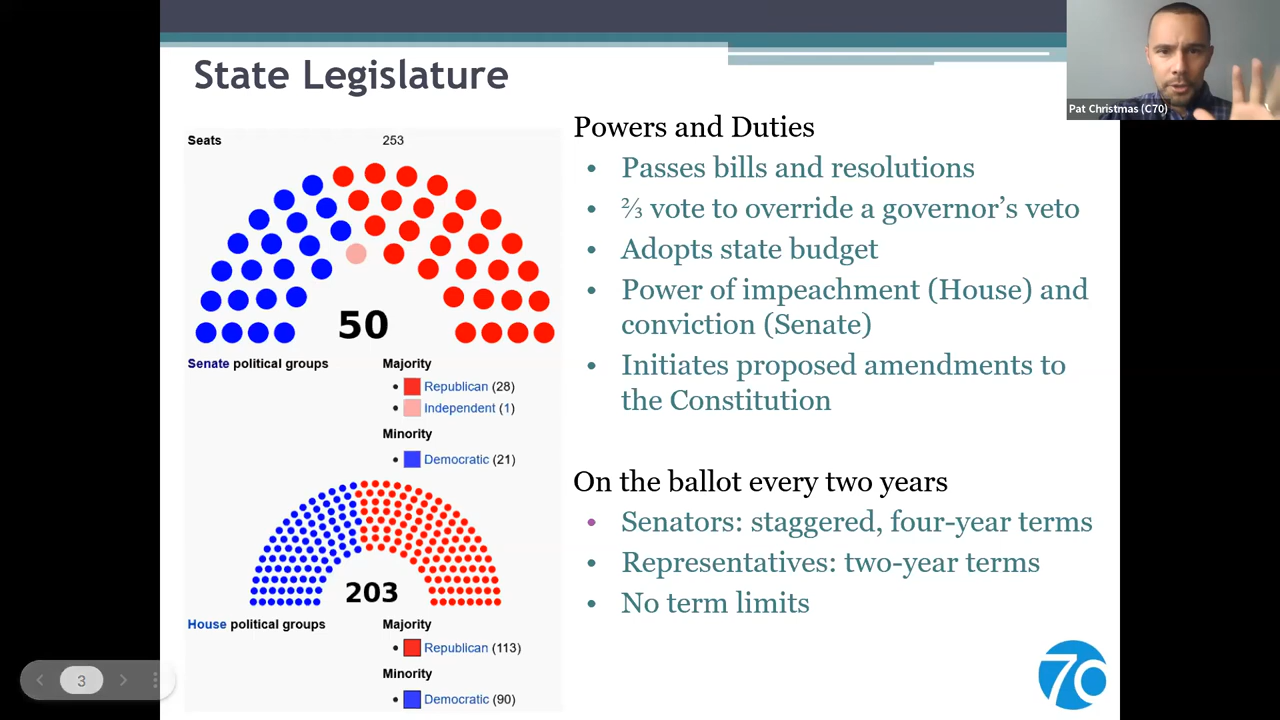 State Legislature
Pat Christmas (C70)
Seats 253
50
Senate political groups
Majority
• Republican (28)
• Independent (1)
Minority
• Democratic (21)
203
House political groups
Majority
• Republican (113)
Minority
• Democratic (90)
Powers and Duties
• Passes bills and resolutions
• ⅔ vote to override a governor’s veto
• Adopts state budget
• Power of impeachment (House) and
conviction (Senate)
• Initiates proposed amendments to
the Constitution
On the ballot every two years
• Senators: staggered, four-year terms
• Representatives: two-year terms
• No term limits
3
70